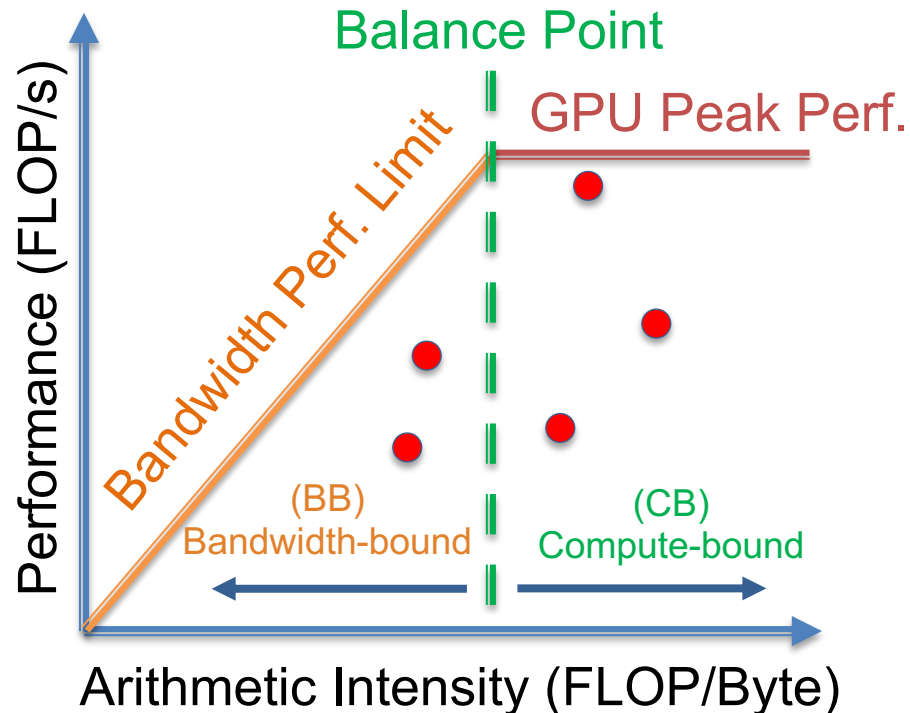 Balance Point
GPU Peak Perf.
Bandwidth Perf. Limit
Performance (FLOP/s)
(BB)
Bandwidth-bound
(CB)
Compute-bound
Arithmetic Intensity (FLOP/Byte)